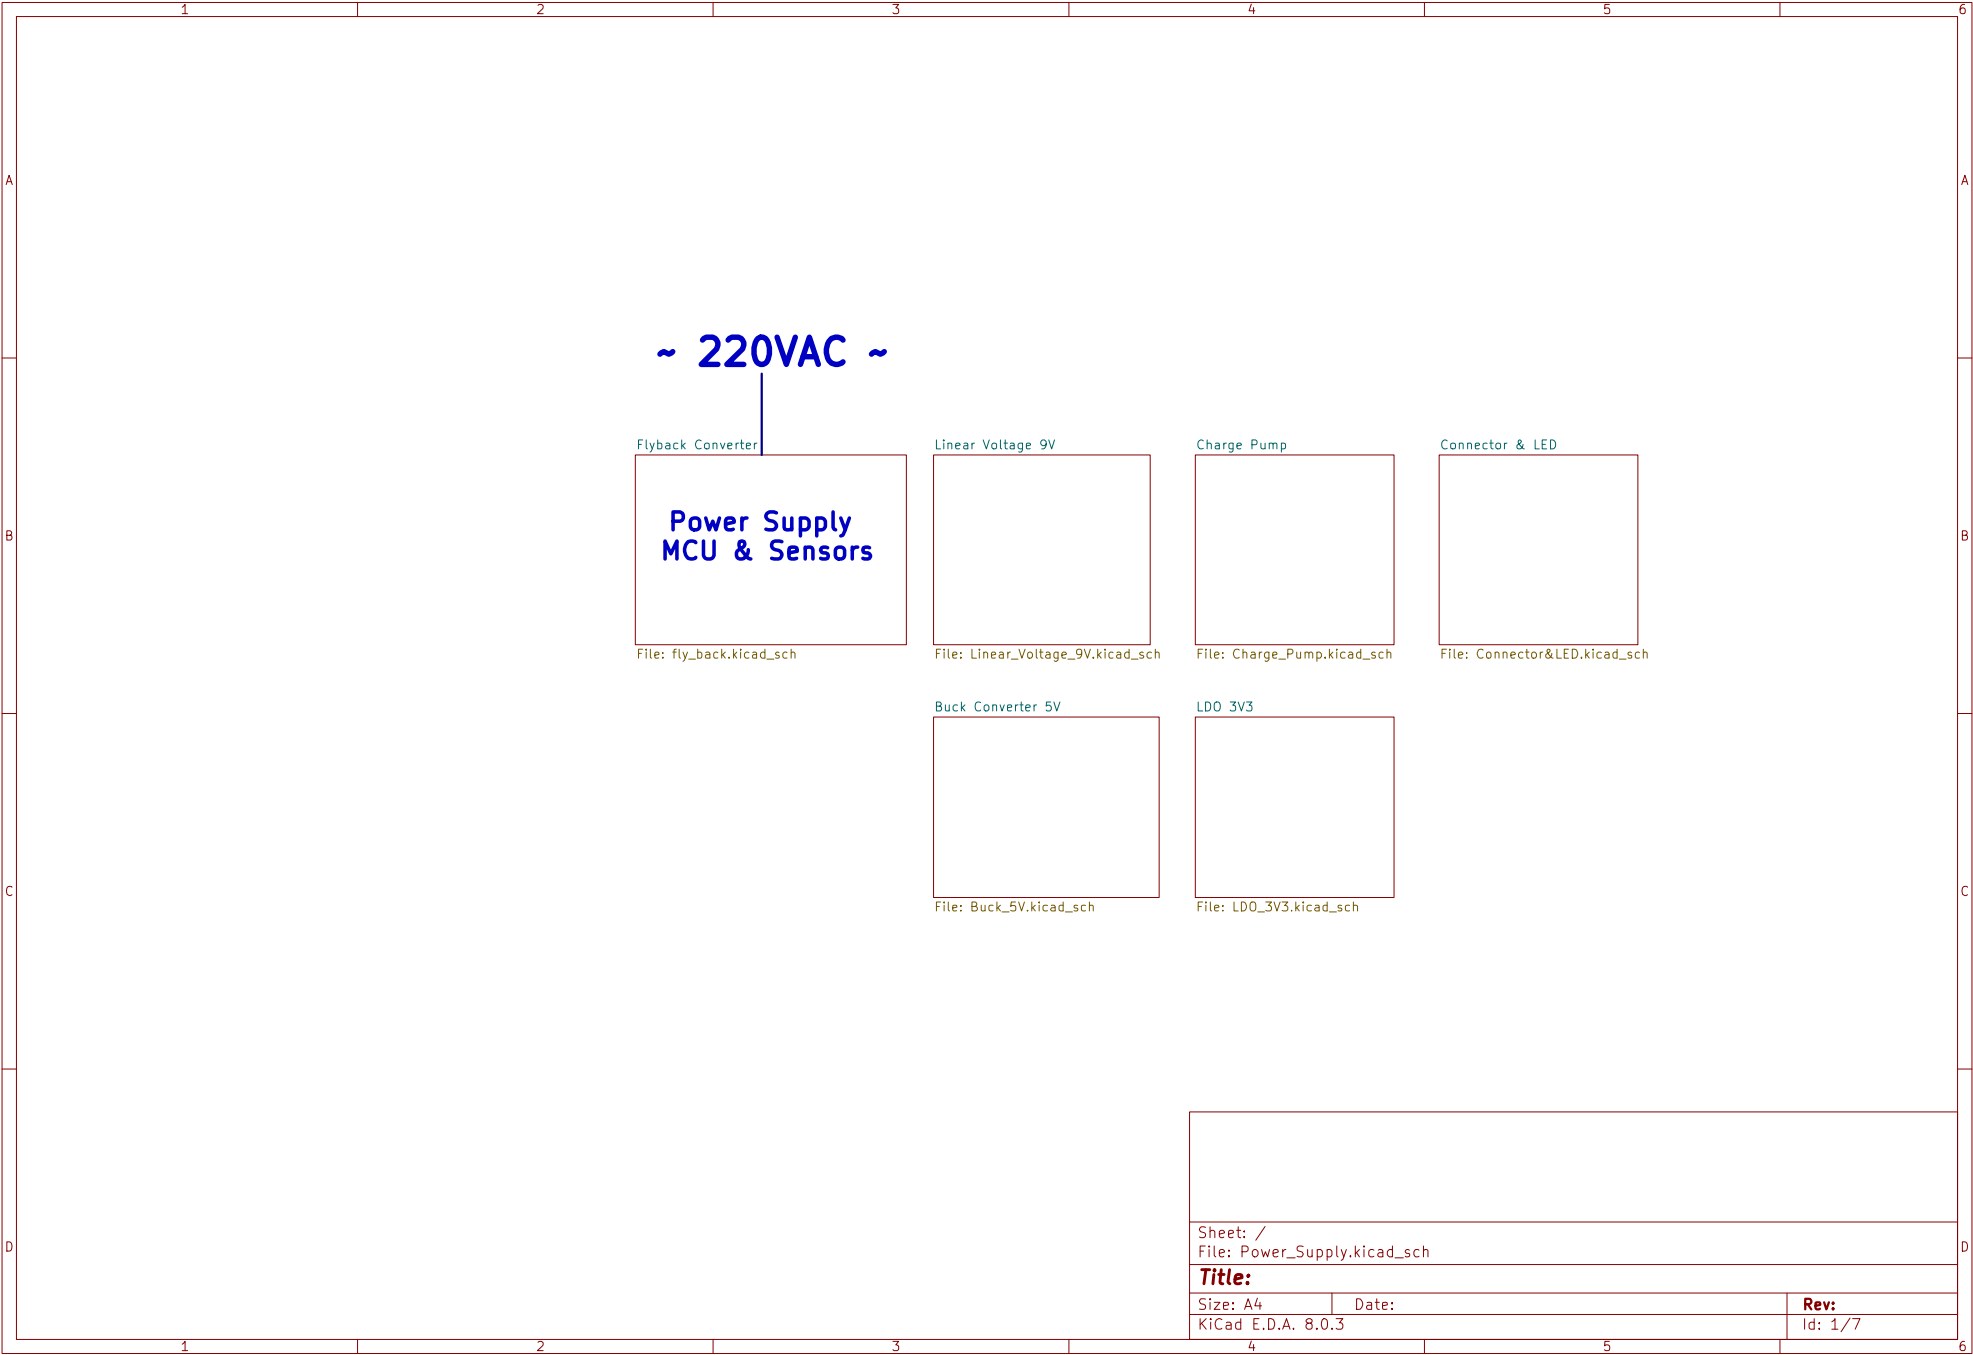 1 2 3 4 5 6
A A
~ 220VAC ~
Flyback Converter
Linear Voltage 9V
Charge Pump
Connector & LED
Power Supply
MCU & Sensors
B B
File: fly_back.kicad_sch
File: Linear_Voltage_9V.kicad_sch
File: Charge_Pump.kicad_sch
File: Connector&LED.kicad_sch
Buck Converter 5V
LDO 3V3
C C
File: Buck_5V.kicad_sch
File: LDO_3V3.kicad_sch
Sheet: /
D D
File: Power_Supply.kicad_sch
Title:
Size: A4
Date:
Rev:
KiCad E.D.A. 8.0.3
Id: 1/7
1 2 3 4 5 6